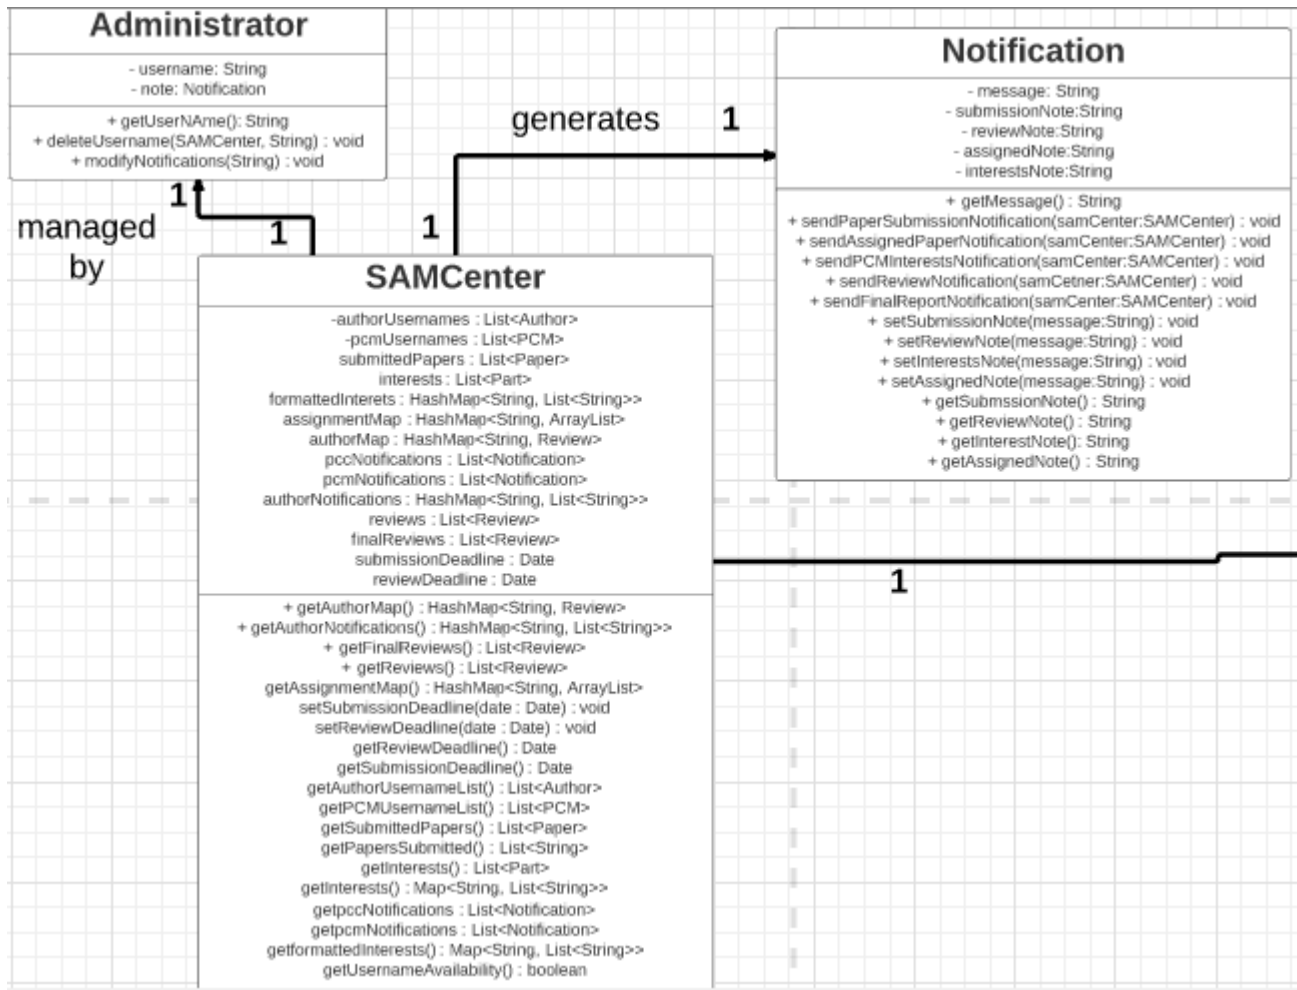 Administrator
- username: String
- note: Notification
+ getUserNAme(): String
+ deleteUsername(SAMCenter, String) : void
+ modifyNotifications(String) : void
1
managed
by
1
generates
1
1
Notification
- message: String
- submissionNote:String
- reviewNote:String
- assignedNote:String
- interestsNote:String
+ getMessage() : String
+ sendPaperSubmissionNotification(samCenter:SAMCenter) : void
+ sendAssignedPaperNotification(samCenter:SAMCenter) : void
+ sendPCMInterestsNotification(samCenter:SAMCenter) : void
+ sendReviewNotification(samCetner:SAMCenter) : void
+ sendFinalReportNotification(samCenter:SAMCenter) : void
+ setSubmissionNote(message:String) : void
+ setReviewNote(message:String) : void
+ setInterestsNote(message:String) : void
+ setAssignedNote(message:String) : void
+ getSubmssionNote() : String
+ getReviewNote() : String
+ getInterestNote(): String
+ getAssignedNote() : String
SAMCenter
-authorUsernames : List<Author>
-pcmUsernames : List<PCM>
submittedPapers : List<Paper>
interests : List<Part>
formattedInterets : HashMap<String, List<String>>
assignmentMap : HashMap<String, ArrayList>
authorMap : HashMap<String, Review>
pccNotifications : List<Notification>
pcmNotifications : List<Notification>
authorNotifications : HashMap<String, List<String>>
reviews : List<Review>
finalReviews : List<Review>
submissionDeadline : Date
reviewDeadline : Date
+ getAuthorMap() : HashMap<String, Review>
+ getAuthorNotifications() : HashMap<String, List<String>>
+ getFinalReviews() : List<Review>
+ getReviews() : List<Review>
getAssignmentMap() : HashMap<String, ArrayList>
setSubmissionDeadline(date : Date) : void
setReviewDeadline(date : Date) : void
getReviewDeadline() : Date
getSubmissionDeadline() : Date
getAuthorUsernameList() : List<Author>
getPCMUsernameList() : List<PCM>
getSubmittedPapers() : List<Paper>
getPapersSubmitted() : List<String>
getInterests() : List<Part>
getInterests() : Map<String, List<String>>
getpccNotifications : List<Notification>
getpcmNotifications : List<Notification>
getformattedInterests() : Map<String, List<String>>
getUsernameAvailability() : boolean
1